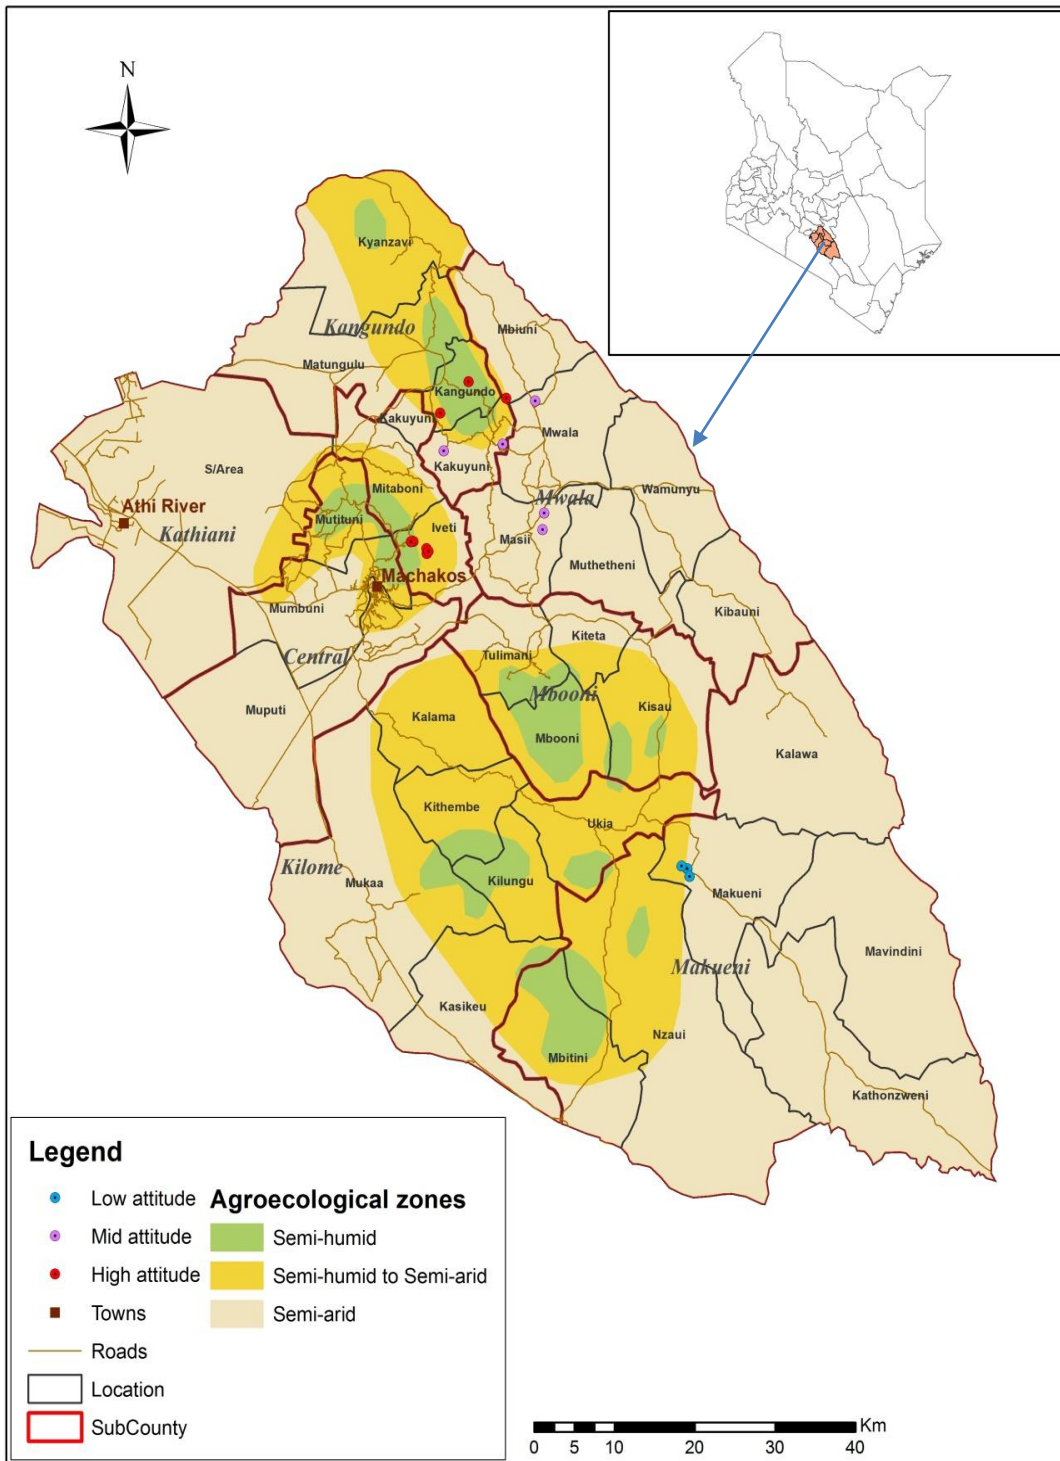 N
Kyanzavi
Kangundo
Mbiuni
Matungulu
Kangundo
Kakuyuni
Mwala
S/Area
Kakuyuni
Mitaboni
Wamunyu
Mwala
Athi River
Mutituni
Iveti
Kathiani
Masii
Muthetheni
Machakos
Mumbuni
Kibauni
Kiteta
Central
Tulimani
Mbooni
Muputi
Kalama
Kisau
Mbooni
Kalawa
Kithembe
Ukia
Kilome
Mukaa
Kilungu
Makueni
Mavindini
Makueni
Kasikeu
Nzaui
Mbitini
Kathonzweni
Legend
Low attitude
Mid attitude
High attitude
Towns
Roads
Location
SubCounty
Agroecological zones
Semi-humid
Semi-humid to Semi-arid
Semi-arid
Km
0 5 10 20 30 40